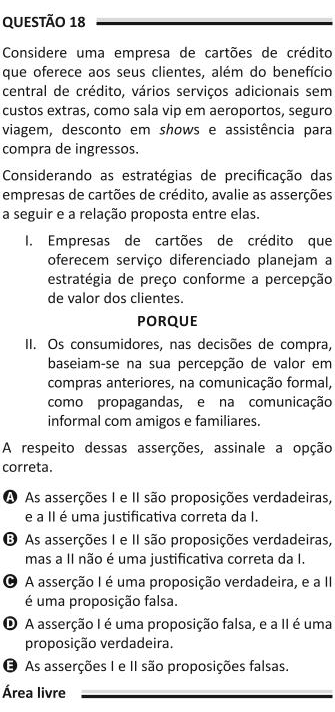 QUESTÃO 18
Considere uma empresa de cartões de crédito
que oferece aos seus clientes, além do benefício
central de crédito, vários serviços adicionais sem
custos extras, como sala vip em aeroportos, seguro
viagem, desconto em shows e assistência para
compra de ingressos.
Considerando as estratégias de precificação das
empresas de cartões de crédito, avalie as asserções
a seguir e a relação proposta entre elas.
I. Empresas de cartões de crédito que
oferecem serviço diferenciado planejam a
estratégia de preço conforme a percepção
de valor dos clientes.
PORQUE
II. Os consumidores, nas decisões de compra,
baseiam-se na sua percepção de valor em
compras anteriores, na comunicação formal,
como propagandas, e na comunicação
informal com amigos e familiares.
A respeito dessas asserções, assinale a opção
correta.
A As asserções I e II são proposições verdadeiras,
e a II é uma justificativa correta da I.
B As asserções I e II são proposições verdadeiras,
mas a II não é uma justificativa correta da I.
C A asserção I é uma proposição verdadeira, e a II
é uma proposição falsa.
D A asserção I é uma proposição falsa, e a II é uma
proposição verdadeira.
E As asserções I e II são proposições falsas.
Área livre